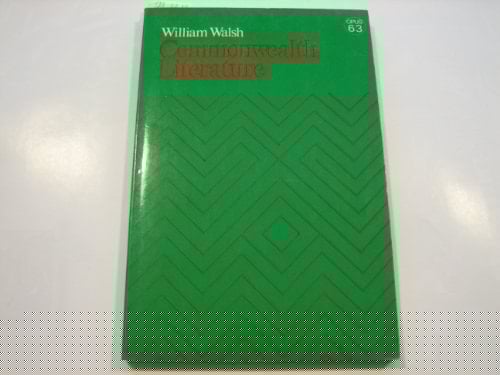 William Walsh
OPUS
63
Commonwealth
Literature